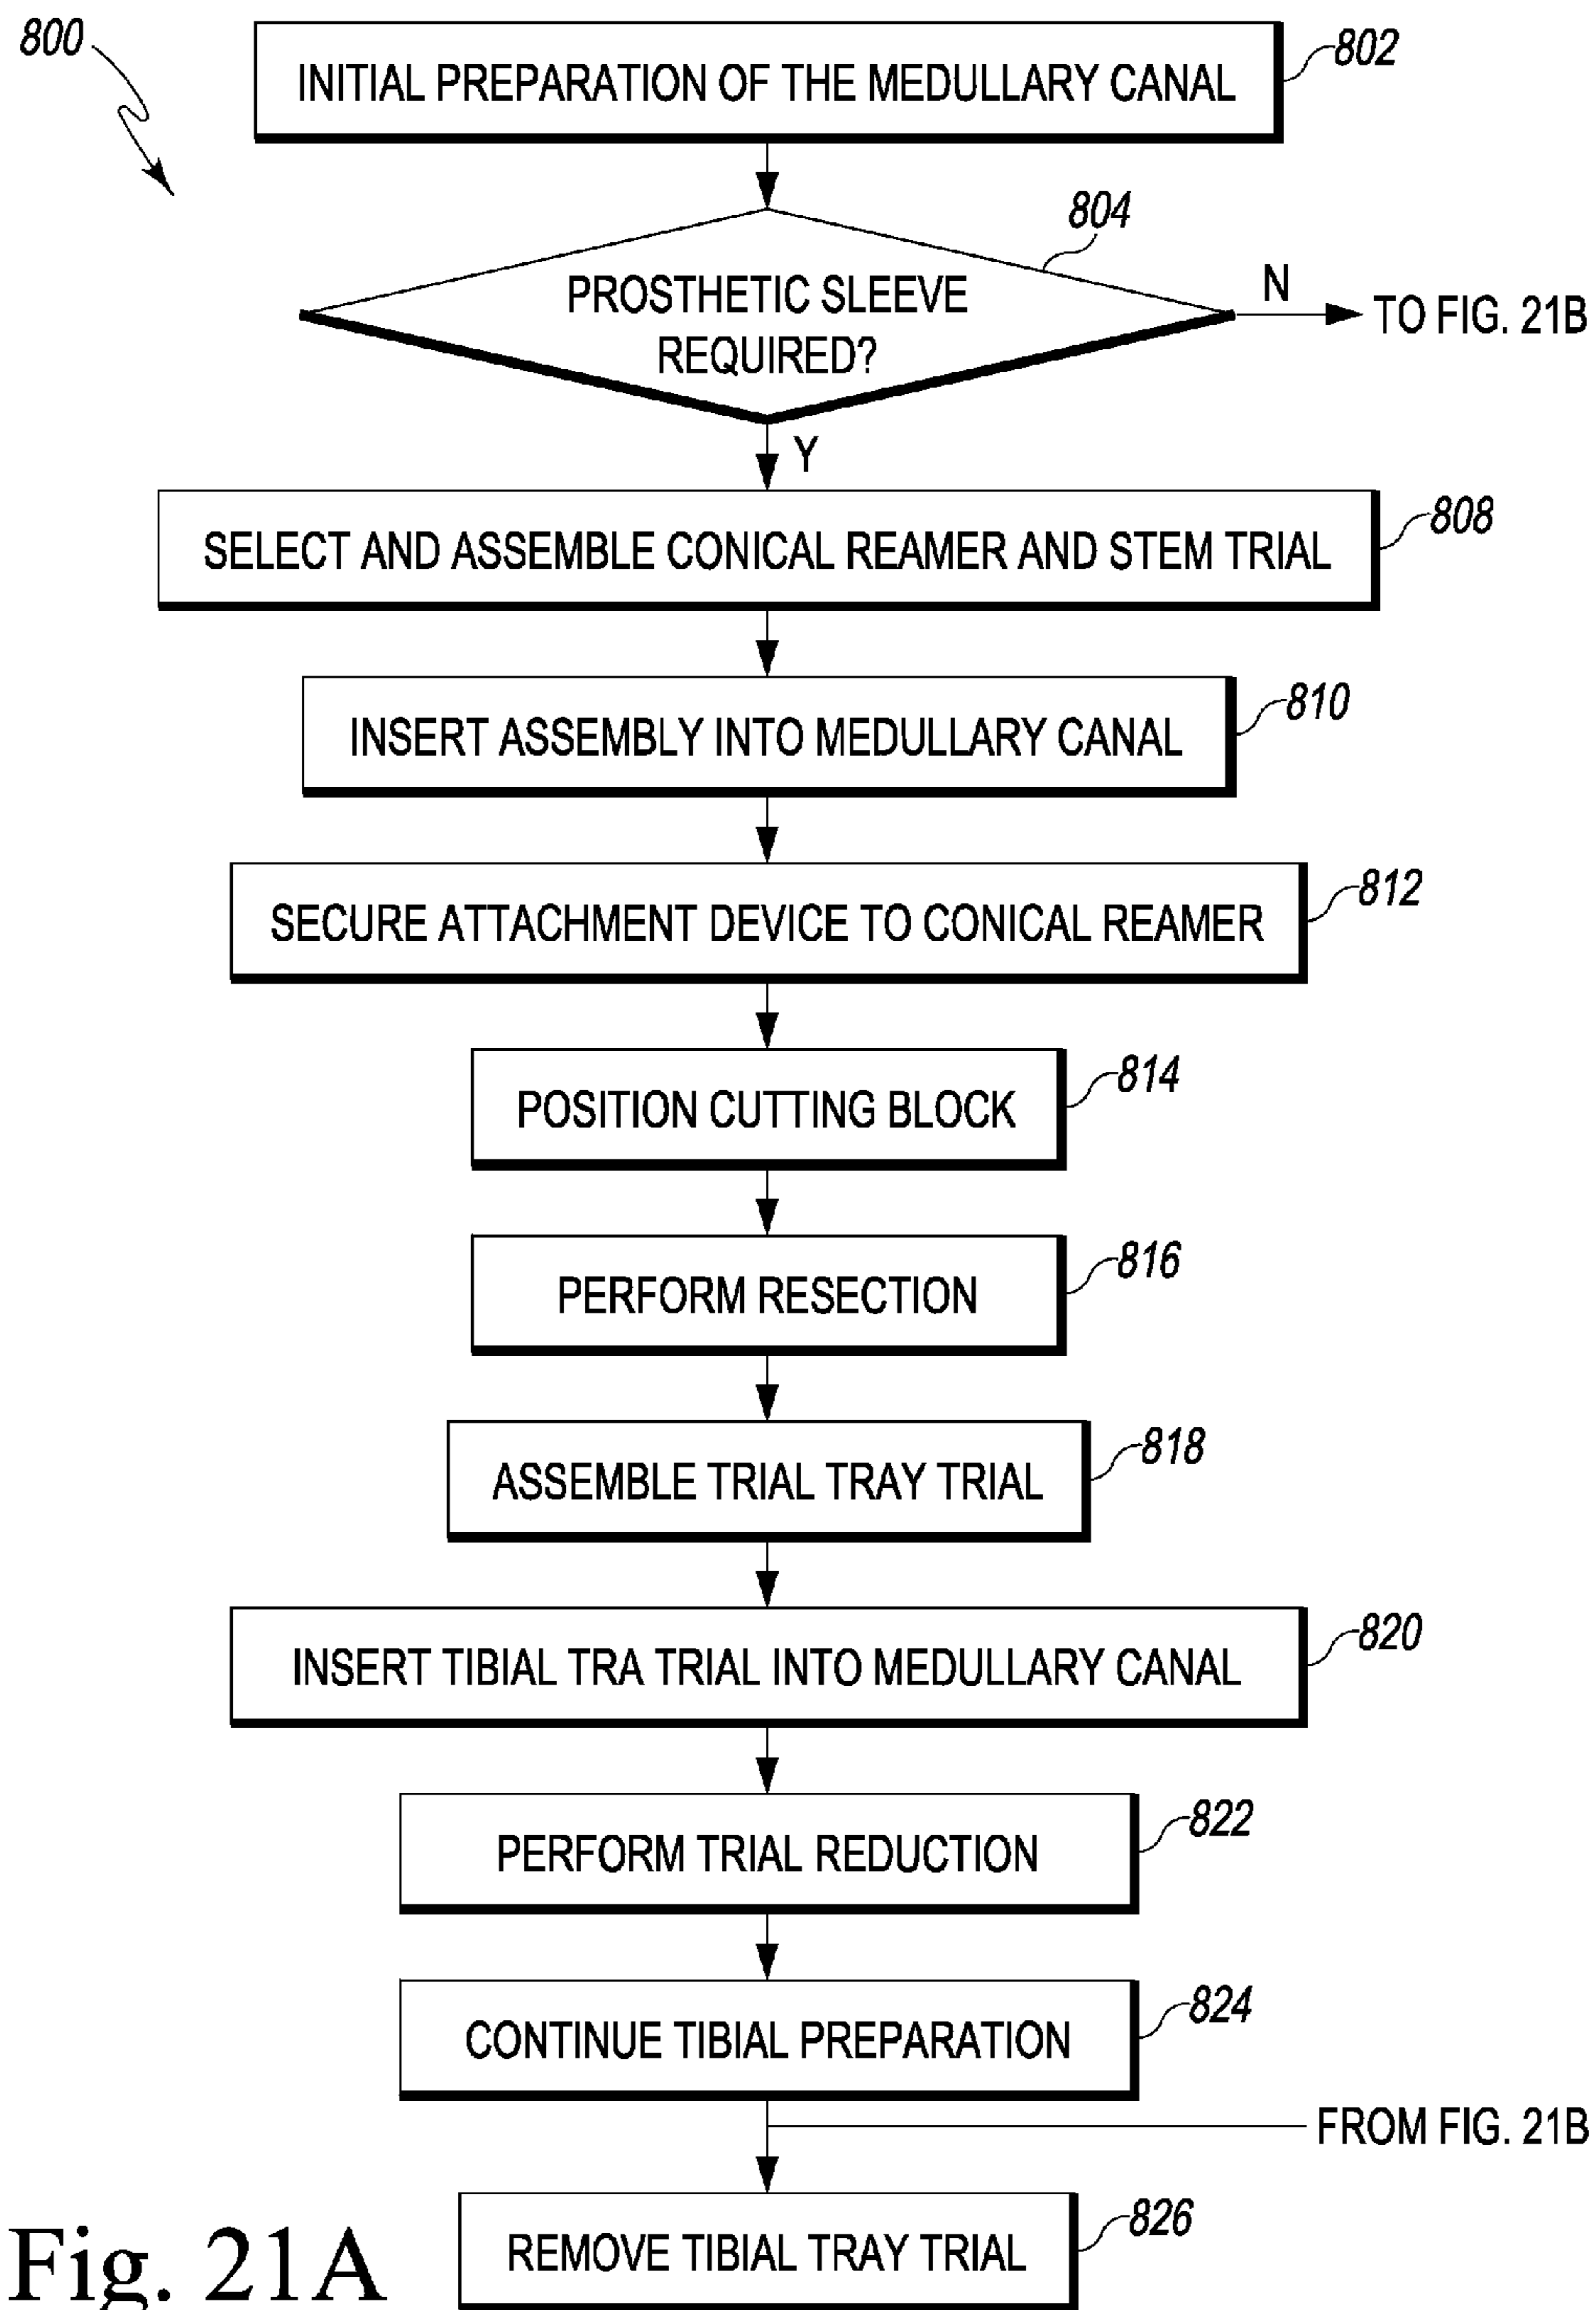 800
INITIAL PREPARATION OF THE MEDULLARY CANAL
802
804
PROSTHETIC SLEEVE
REQUIRED?
N
TO FIG. 21B
Y
SELECT AND ASSEMBLE CONICAL REAMER AND STEM TRIAL
808
INSERT ASSEMBLY INTO MEDULLARY CANAL
810
SECURE ATTACHMENT DEVICE TO CONICAL REAMER
812
POSITION CUTTING BLOCK
814
PERFORM RESECTION
816
ASSEMBLE TRIAL TRAY TRIAL
818
INSERT TIBIAL TRA TRIAL INTO MEDULLARY CANAL
820
PERFORM TRIAL REDUCTION
822
CONTINUE TIBIAL PREPARATION
824
FROM FIG. 21B
REMOVE TIBIAL TRAY TRIAL
826
Fig. 21A